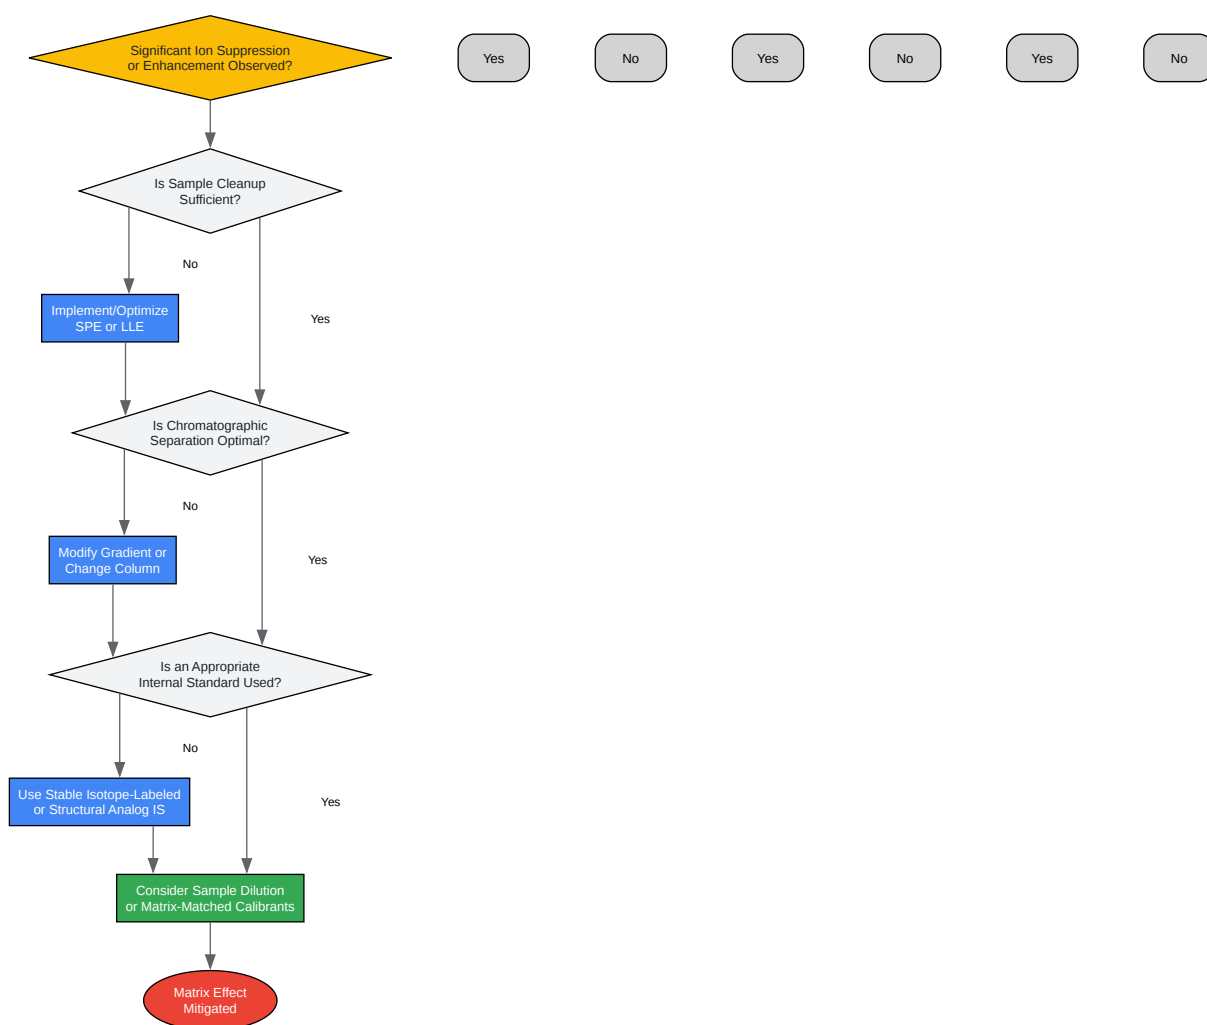 Significant Ion Suppression
or Enhancement Observed?
Yes
No
Yes
No
Yes
No
Is Sample Cleanup
Sufficient?
No
Implement/Optimize
SPE or LLE
Yes
Is Chromatographic
Separation Optimal?
No
Modify Gradient or
Change Column
Yes
Is an Appropriate
Internal Standard Used?
No
Use Stable Isotope-Labeled
or Structural Analog IS
Yes
Consider Sample Dilution
or Matrix-Matched Calibrants
Matrix Effect
Mitigated